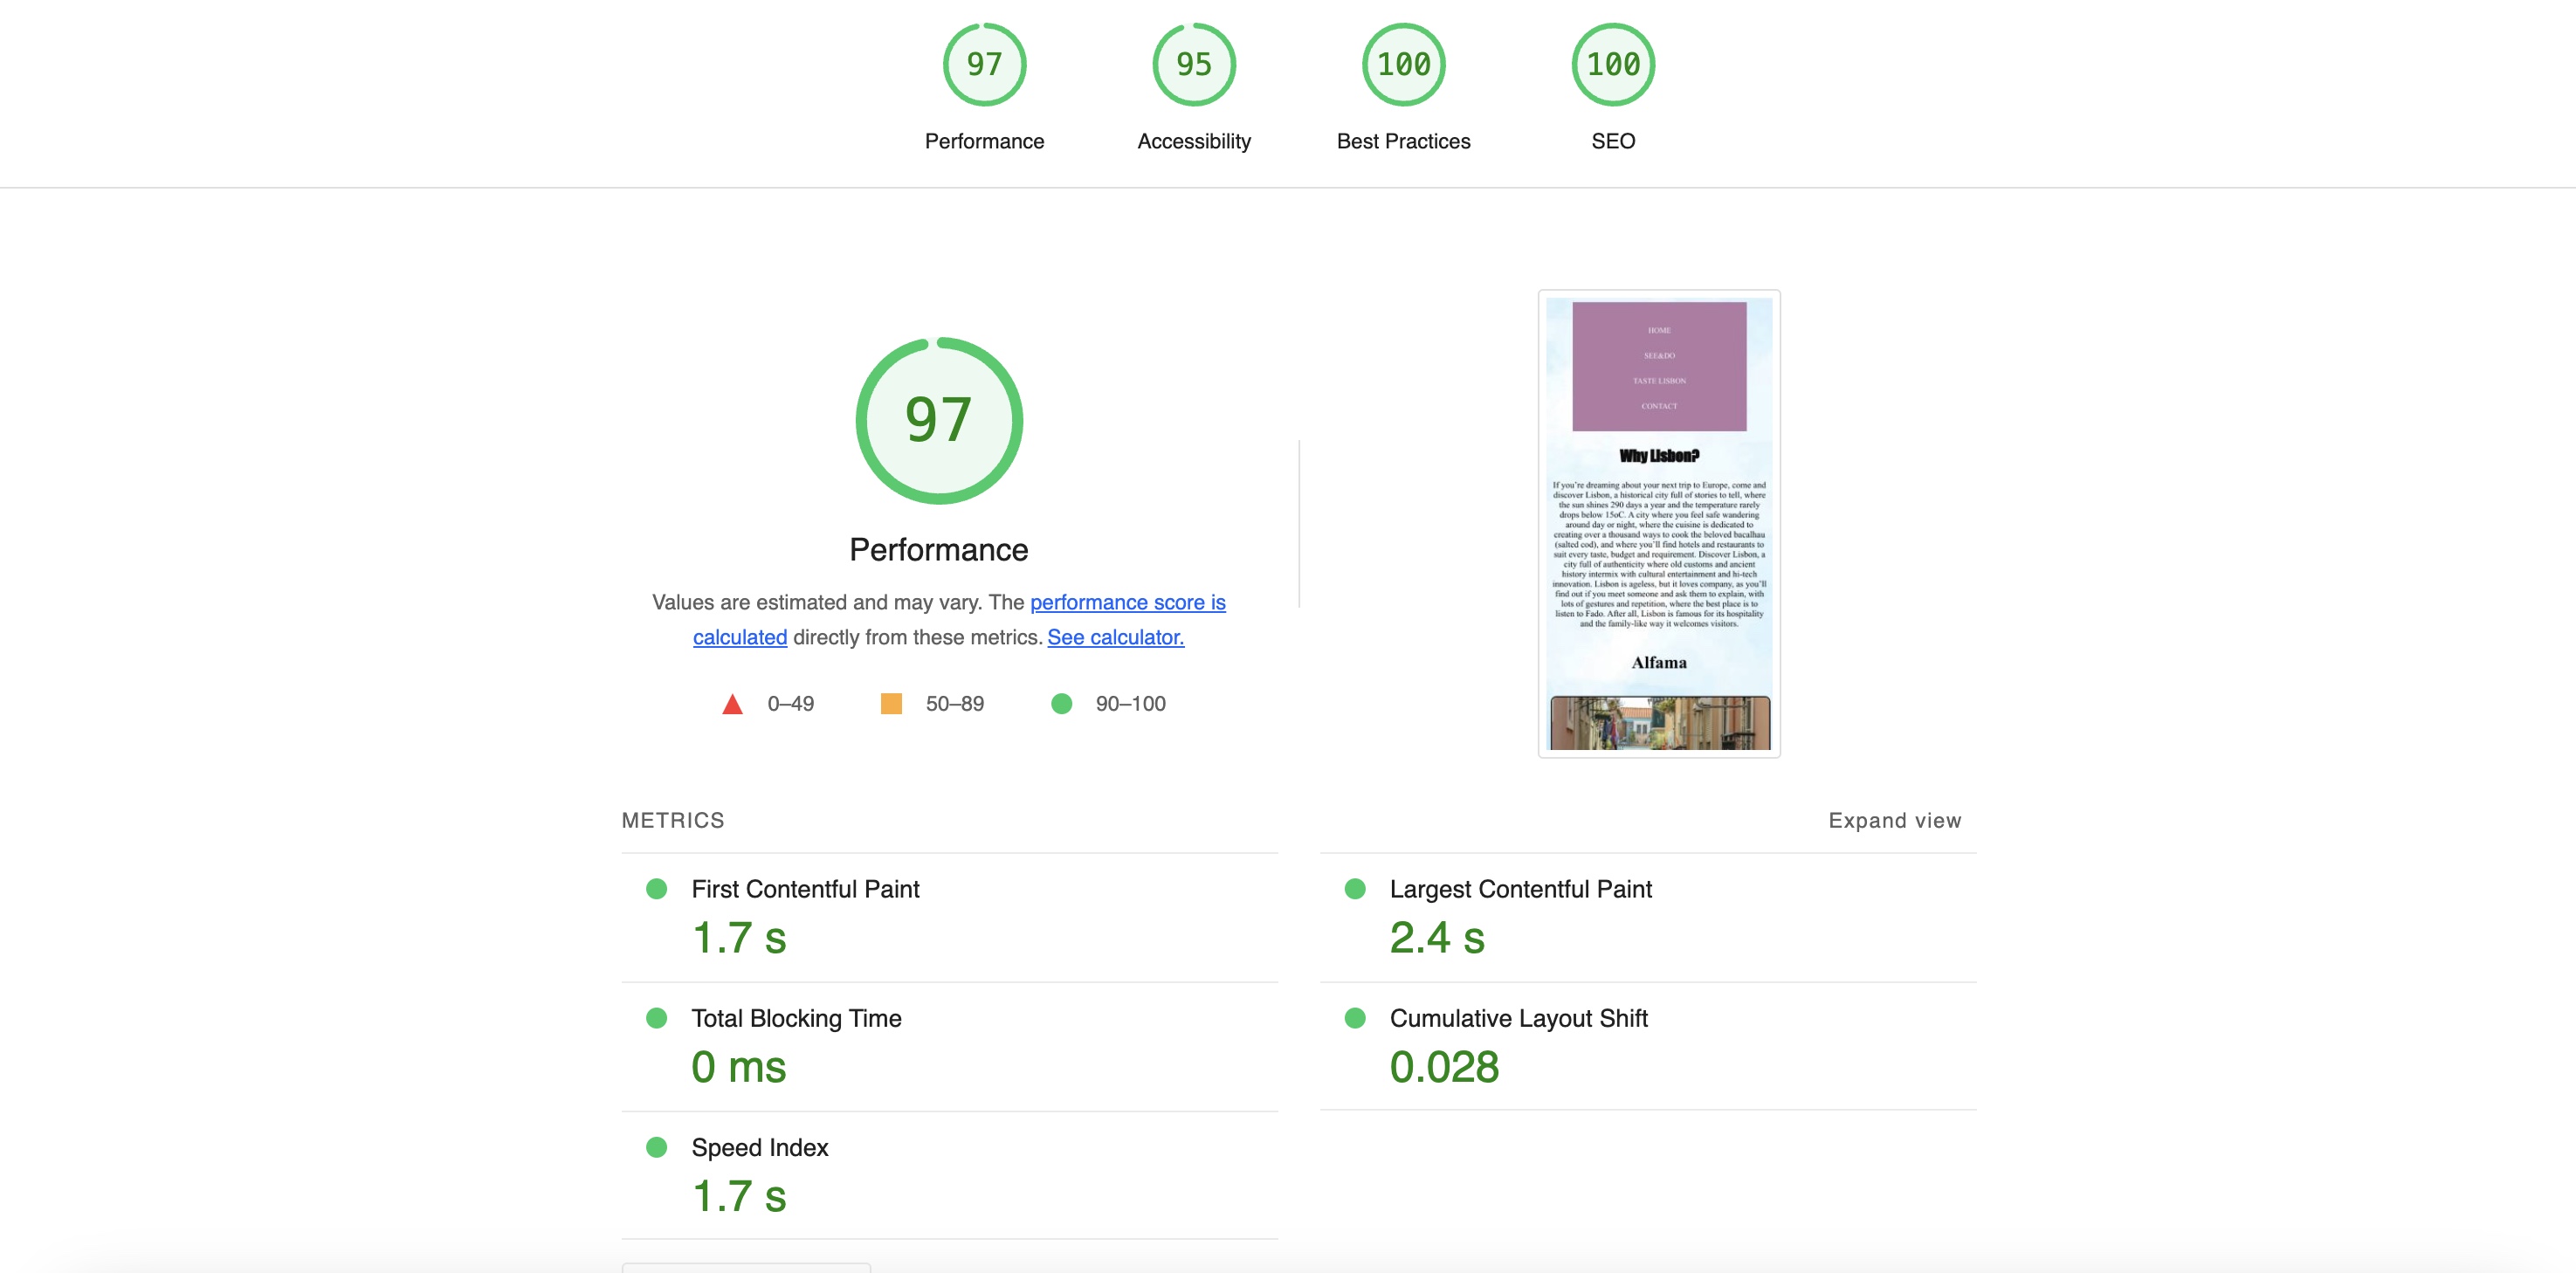 97
95
100
100
Performance
Accessibility
Best Practices
SEO
97
Performance
Values are estimated and may vary. The performance score is
calculated directly from these metrics. See calculator.
0–49
50–89
90–100
HOME
SEE&DO
TASTE LISBON
CONTACT
Why Lisbon?
If you're dreaming about your next trip to Europe, come and
discover Lisbon, a historical city full of stories to tell, where
the sun shines 290 days a year and the temperature rarely
drops below 15oC. A city where you feel safe wandering
around day or night, where the cuisine is dedicated to
creating over a thousand ways to cook the beloved bacalhau
(salted cod), and where you'll find hotels and restaurants to
suit every taste, budget and requirement. Discover Lisbon, a
city full of authenticity where old customs and ancient
history intermix with cultural entertainment and hi-tech
innovation. Lisbon is ageless, but it loves company, as you'll
find out if you meet someone and ask them to explain, with
lots of gestures and repetition, where the best place is to
listen to Fado. After all, Lisbon is famous for its hospitality
and the family-like way it welcomes visitors.
Alfama
METRICS
Expand view
First Contentful Paint
1.7 s
Largest Contentful Paint
2.4 s
Total Blocking Time
0 ms
Cumulative Layout Shift
0.028
Speed Index
1.7 s